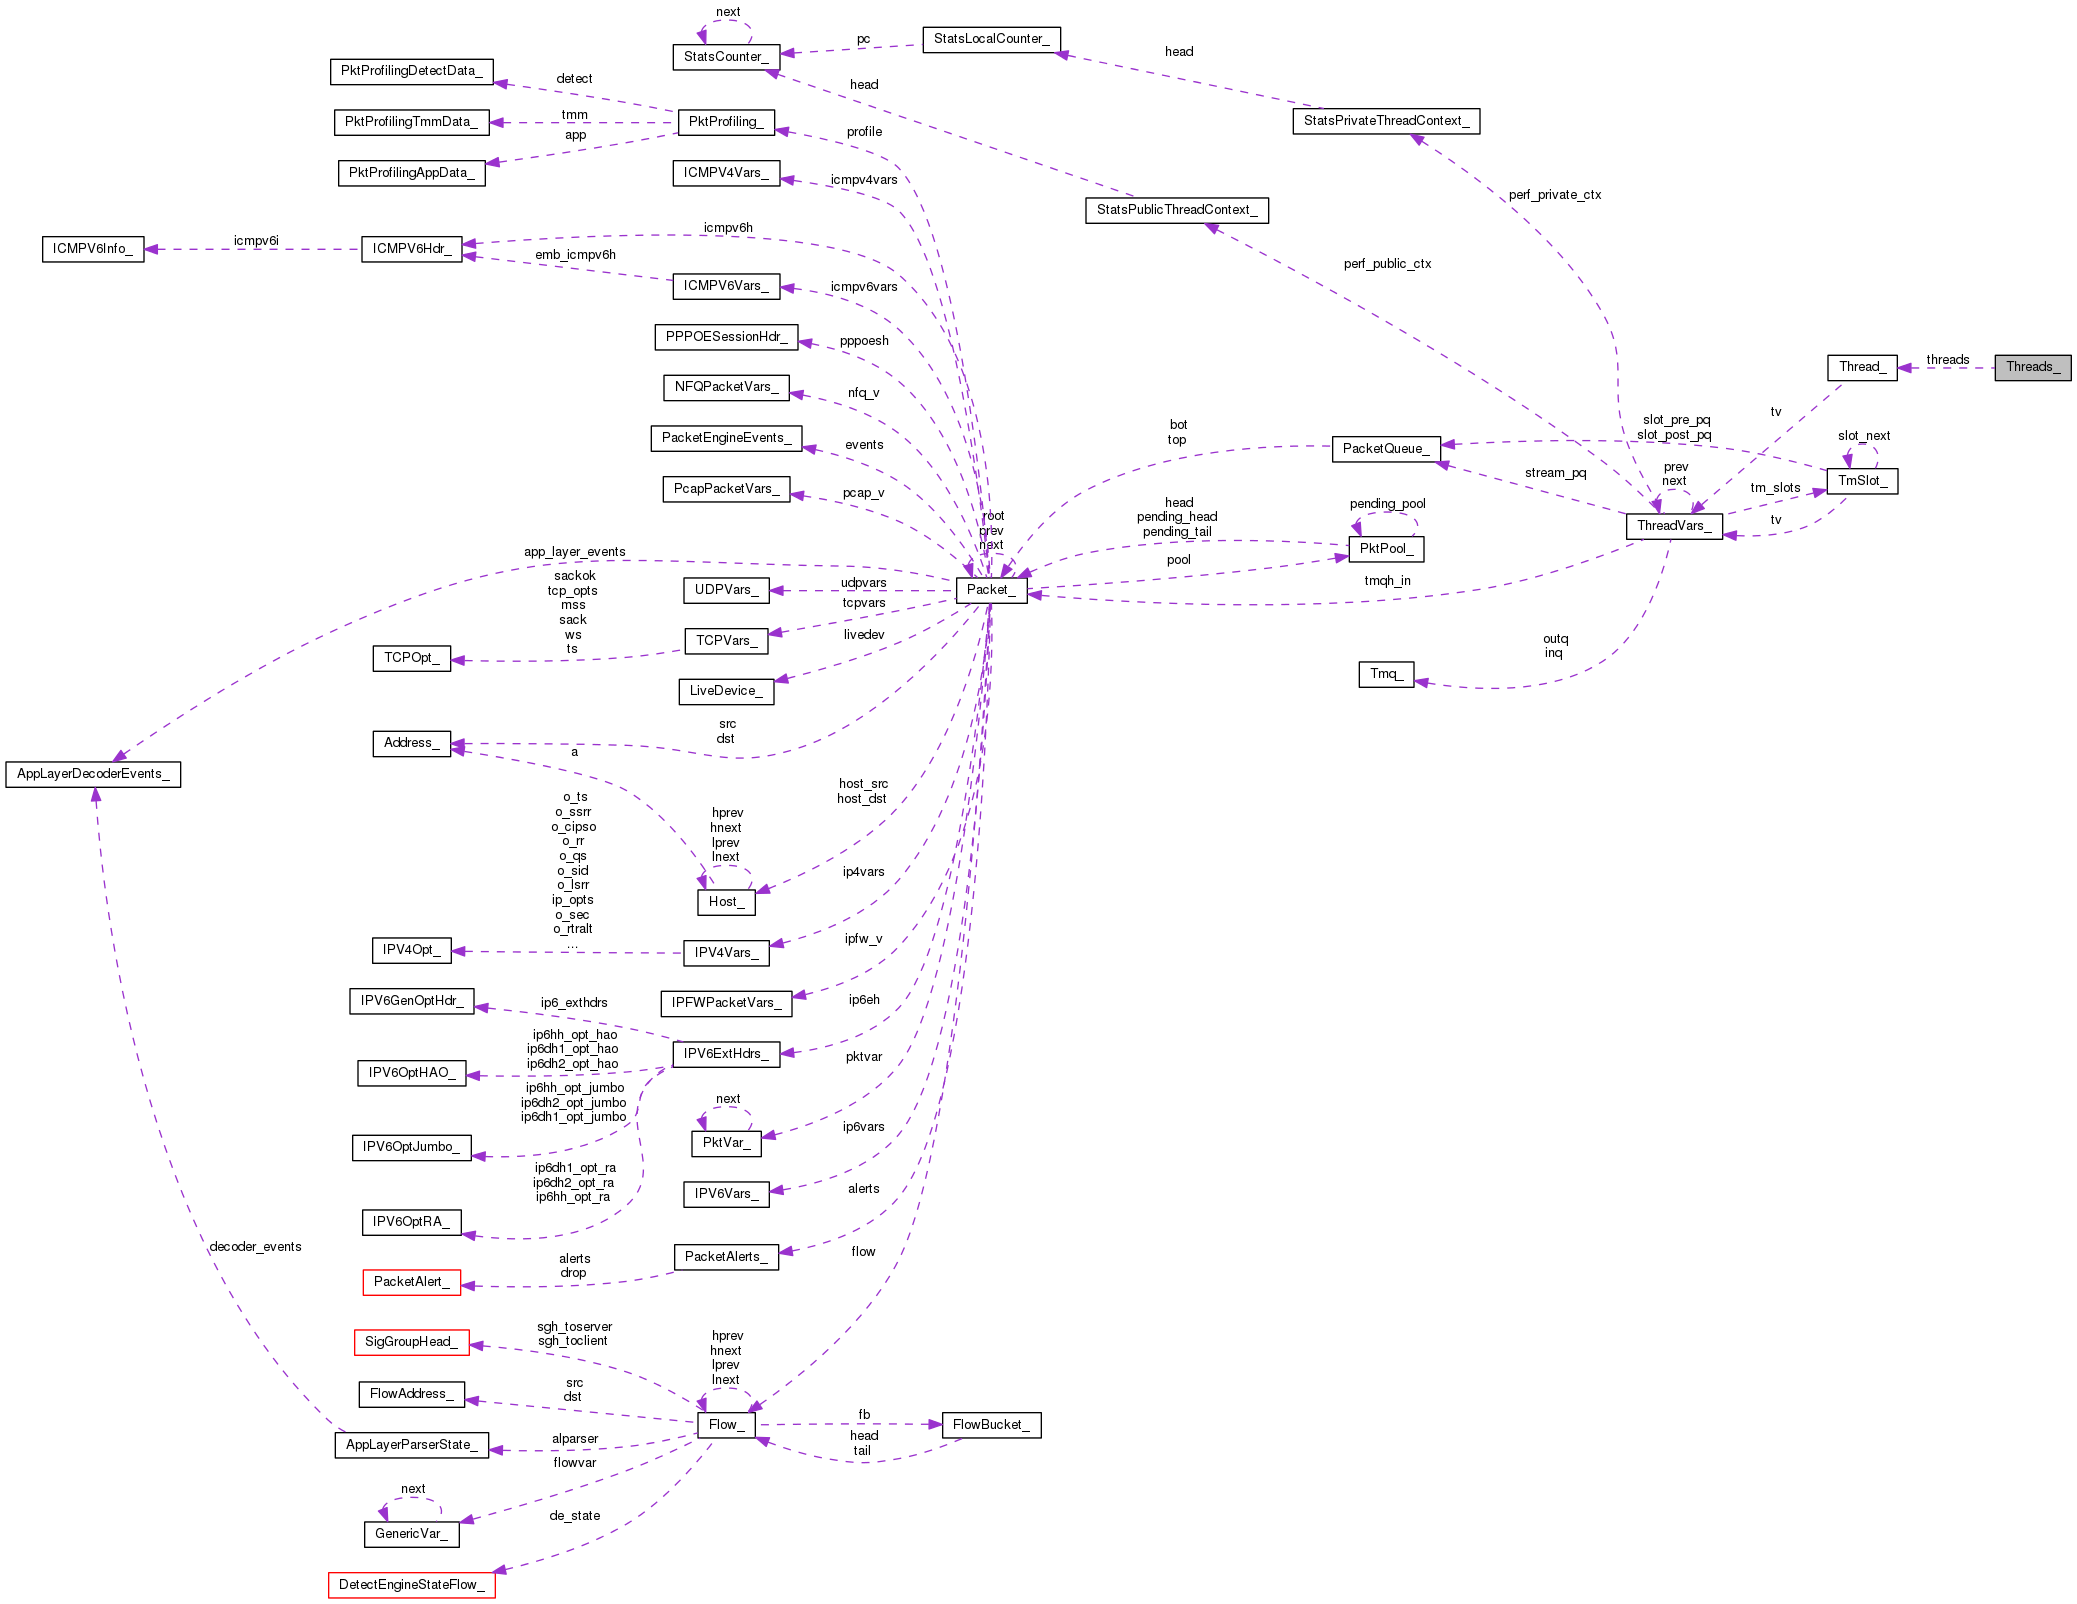 next
StatsLocalCounter_
pc
head
StatsCounter_
PktProfilingDetectData_
detect
head
PktProfilingTmmData_
tmm
PktProfiling_
StatsPrivateThreadContext_
app
profile
PktProfilingAppData_
ICMPV4Vars_
icmpv4vars
perf_private_ctx
StatsPublicThreadContext_
icmpv6h
ICMPV6Info_
icmpv6i
ICMPV6Hdr_
emb_icmpv6h
perf_public_ctx
ICMPV6Vars_
icmpv6vars
PPPOESessionHdr_
pppoesh
Thread_
threads
Threads_
NFQPacketVars_
nfq_v
tv
bot
top
slot_pre_pq
slot_post_pq
slot_next
PacketEngineEvents_
events
PacketQueue_
prev
next
stream_pq
TmSlot_
PcapPacketVars_
pcap_v
tm_slots
head
pending_head
pending_tail
pending_pool
root
prev
next
ThreadVars_
tv
app_layer_events
PktPool_
pool
sackok
tcp_opts
mss
sack
ws
ts
UDPVars_
udpvars
Packet_
tmqh_in
tcpvars
TCPVars_
livedev
outq
inq
TCPOpt_
LiveDevice_
Tmq_
src
dst
Address_
a
AppLayerDecoderEvents_
host_src
host_dst
o_ts
o_ssrr
o_cipso
o_rr
o_qs
o_sid
o_lsrr
ip_opts
o_sec
o_rtralt
...
hprev
hnext
lprev
lnext
ip4vars
Host_
ipfw_v
IPV4Opt_
IPV4Vars_
IPV6GenOptHdr_
ip6_exthdrs
IPFWPacketVars_
ip6eh
ip6hh_opt_hao
ip6dh1_opt_hao
ip6dh2_opt_hao
IPV6ExtHdrs_
pktvar
IPV6OptHAO_
ip6hh_opt_jumbo
ip6dh2_opt_jumbo
ip6dh1_opt_jumbo
next
ip6vars
IPV6OptJumbo_
PktVar_
ip6dh1_opt_ra
ip6dh2_opt_ra
ip6hh_opt_ra
IPV6Vars_
alerts
IPV6OptRA_
decoder_events
alerts
drop
PacketAlerts_
flow
PacketAlert_
sgh_toserver
sgh_toclient
SigGroupHead_
hprev
hnext
lprev
lnext
src
dst
FlowAddress_
fb
Flow_
FlowBucket_
head
tail
AppLayerParserState_
alparser
flowvar
next
GenericVar_
de_state
DetectEngineStateFlow_